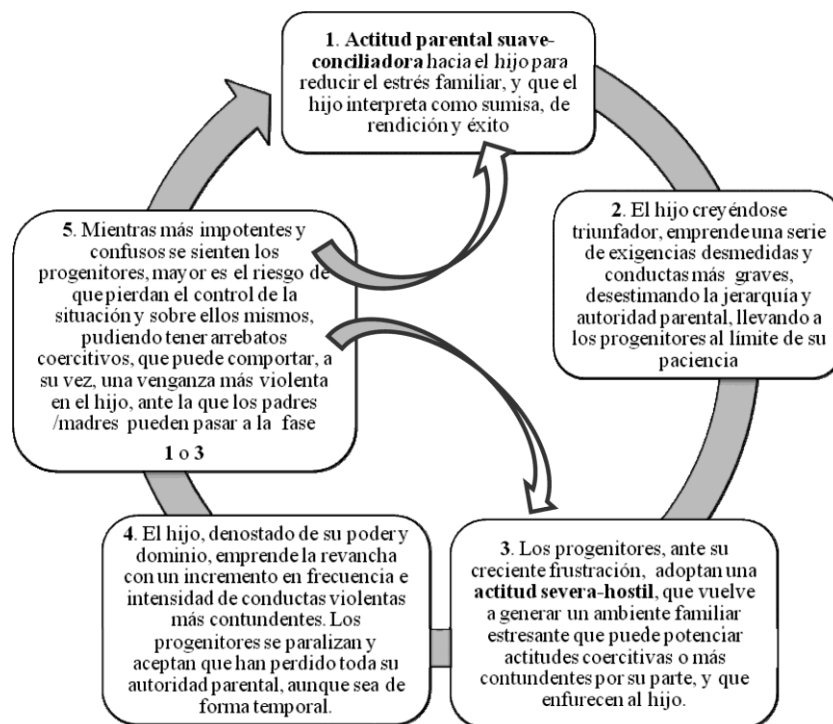 1. Actitud parental suave-
conciliadora hacia el hijo para
reducir el estrés familiar, y que el
hijo interpreta como sumisa, de
rendición y éxito
2. El hijo creyéndose
triunfador, emprende una serie
de exigencias desmedidas y
conductas más graves,
desestimando la jerarquía y
autoridad parental, llevando a
los progenitores al límite de su
paciencia
3. Los progenitores, ante su
creciente frustración, adoptan una
actitud severa-hostil, que vuelve
a generar un ambiente familiar
estresante que puede potenciar
actitudes coercitivas o más
contundentes por su parte, y que
enfurecen al hijo.
4. El hijo, denostado de su poder y
dominio, emprende la revancha
con un incremento en frecuencia e
intensidad de conductas violentas
más contundentes. Los
progenitores se paralizan y
aceptan que han perdido toda su
autoridad parental, aunque sea de
forma temporal.
5. Mientras más impotentes y
confusos se sienten los
progenitores, mayor es el riesgo de
que pierdan el control de la
situación y sobre ellos mismos,
pudiendo tener arrebatos
coercitivos, que puede comportar, a
su vez, una venganza más violenta
en el hijo, ante la que los padres
/madres pueden pasar a la fase
1 o 3